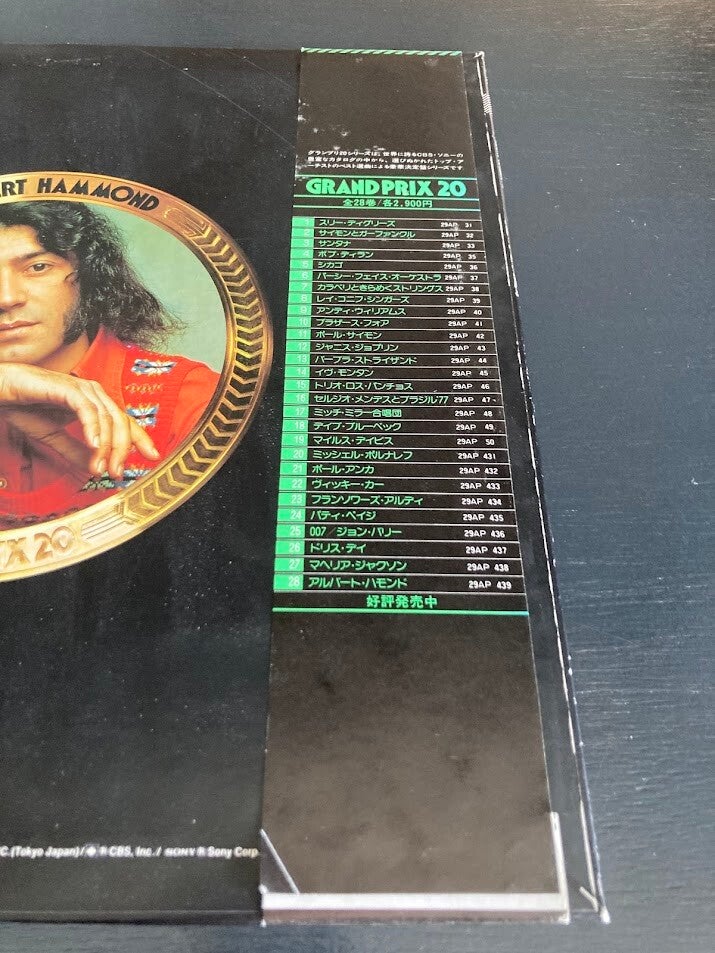 ART HAMMOND
グランプリ20シリーズは、世界に誇るCBS・ソニーの
豊富なカタログの中から、選びぬかれたトップ・アー
チストのベスト選曲による豪華決定盤シリーズです
GRAND PRIX 20
全28巻/各2,900円
1 スリー・ディグリーズ 29AP 31
2 サイモンとガーファンクル 29AP 32
3 サンタナ 29AP 33
4 ボブ・ディラン 29AP 35
5 シカゴ 29AP 36
6 パーシー・フェイス・オーケストラ 29AP 37
7 カラベリときらめくストリングス 29AP 38
8 レイ・コニフ・シンガーズ 29AP 39
9 アンディ・ウィリアムス 29AP 40
10 ブラザース・フォア 29AP 41
11 ポール・サイモン 29AP 42
12 ジャニス・ジョプリン 29AP 43
13 バーブラ・ストライザンド 29AP 44
14 イヴ・モンタン 29AP 45
15 トリオ・ロス・パンチョス 29AP 46
16 セルジオ・メンデスとブラジル'77 29AP 47
17 ミッチ・ミラー合唱団 29AP 48
18 デイブ・ブルーベック 29AP 49
19 マイルス・デイビス 29AP 50
20 ミッシェル・ポルナレフ 29AP 431
21 ポール・アンカ 29AP 432
22 ヴィッキー・カー 29AP 433
23 フランソワーズ・アルディ 29AP 434
24 パティ・ペイジ 29AP 435
25 007/ジョン・バリー 29AP 436
26 ドリス・デイ 29AP 437
27 マヘリア・ジャクソン 29AP 438
28 アルバート・ハモンド 29AP 439
好評発売中
IX 20
C.(Tokyo Japan)/ ® CBS, Inc./ SONY ® Sony Corp.